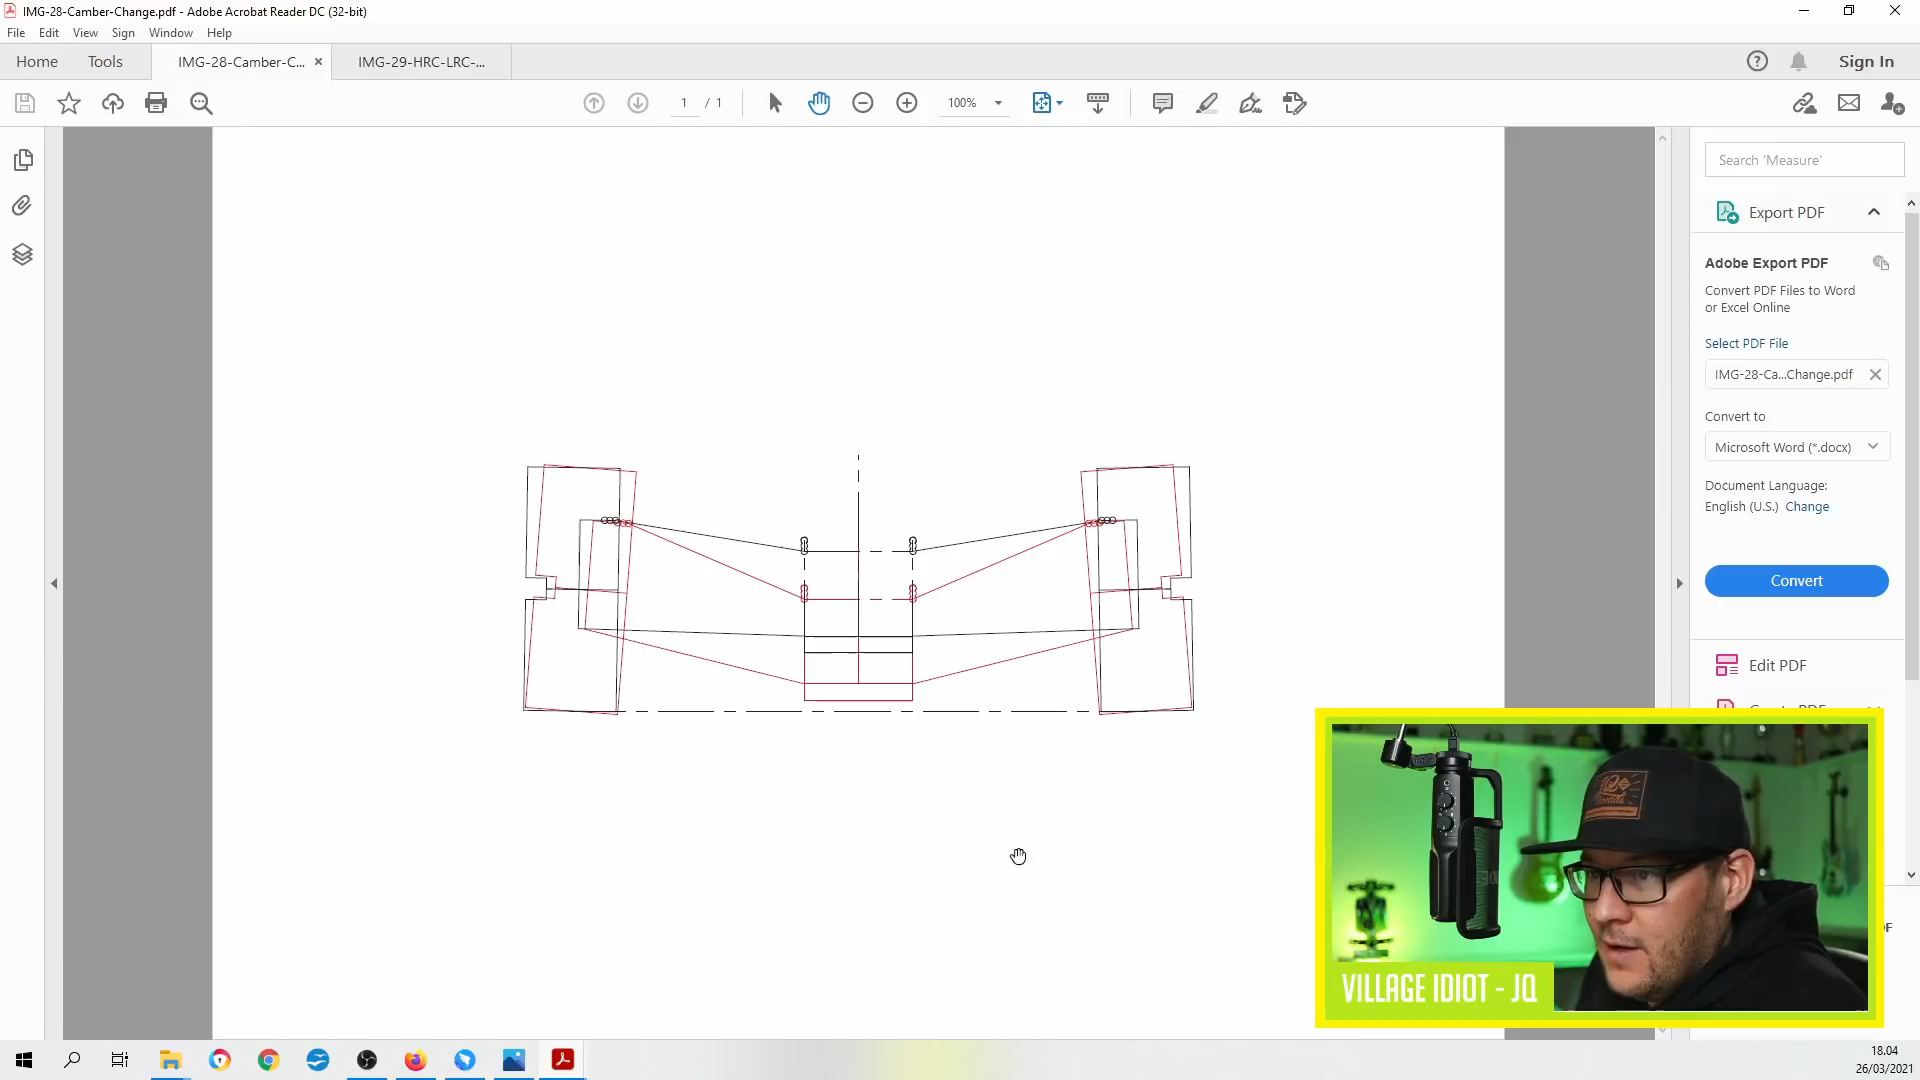 IMG-28-Camber-Change.pdf - Adobe Acrobat Reader DC (32-bit)
File Edit View Sign Window Help
Home Tools IMG-28-Camber-C... IMG-29-HRC-LRC-... Sign In
1 / 1 100%
Search 'Measure'
Export PDF
Adobe Export PDF
Convert PDF Files to Word
or Excel Online
Select PDF File
IMG-28-Ca...Change.pdf
Convert to
Microsoft Word (*.docx)
Document Language:
English (U.S.) Change
Convert
Edit PDF
VILLAGE IDIOT - JQ
18.04
26/03/2021